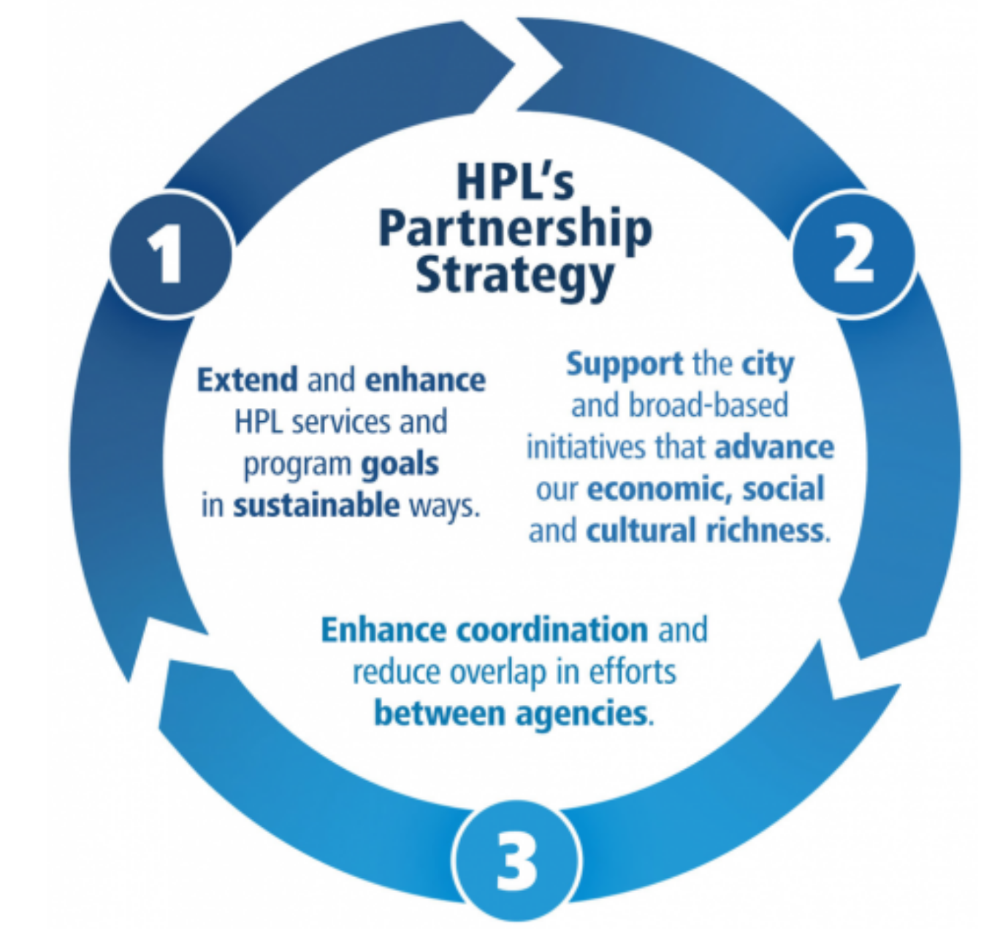 HPL's
Partnership
Strategy
1
Extend and enhance
HPL services and
program goals
in sustainable ways.
2
Support the city
and broad-based
initiatives that advance
our economic, social
and cultural richness.
Enhance coordination and
reduce overlap in efforts
between agencies.
3